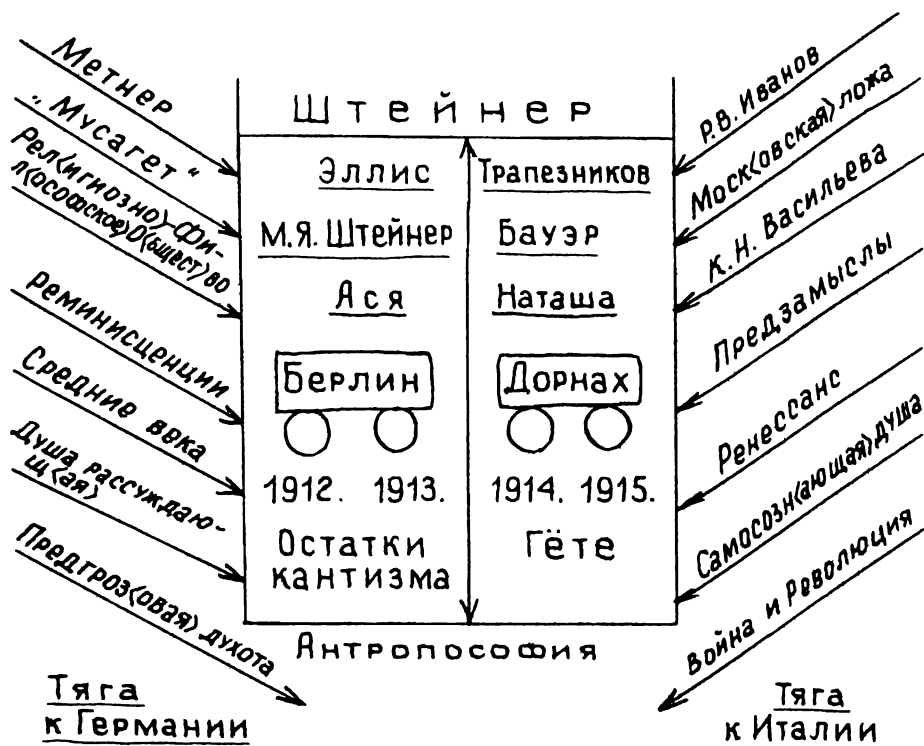 Метнер
„Мусагет“
Рел<игиозно>-Фи-
л<ософское> О<бщест>во
Реминисценции
Средние века
Душа рассуждаю-
щ<ая>
Предгроз<овая> духота
Тяга
к Германии
Штейнер
Эллис
М.Я. Штейнер
Ася
Берлин
1912. 1913.
Остатки
кантизма
Трапезников
Бауэр
Наташа
Дорнах
1914. 1915.
Гёте
Антропософия
Р.В. Иванов
Моск<овская> ложа
К.Н. Васильева
Предзамыслы
Ренессанс
Самосозн<ающая> душа
Война и Революция
Тяга
к Италии